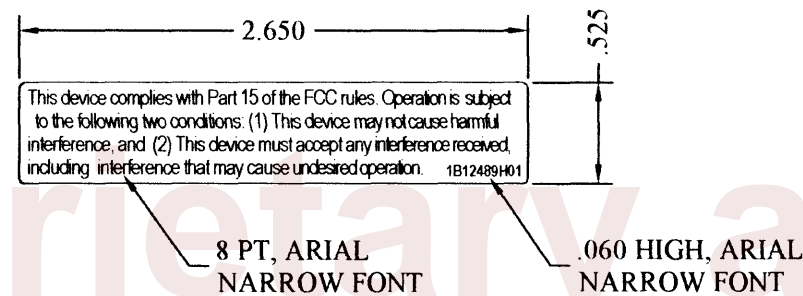 2.650
.525
This device complies with Part 15 of the FCC rules. Operation is subject
to the following two conditions: (1) This device may not cause harmful
interference, and (2) This device must accept any interference received,
including interference that may cause undesired operation. 1B12489H01
8 PT, ARIAL
NARROW FONT
.060 HIGH, ARIAL
NARROW FONT
rietary a